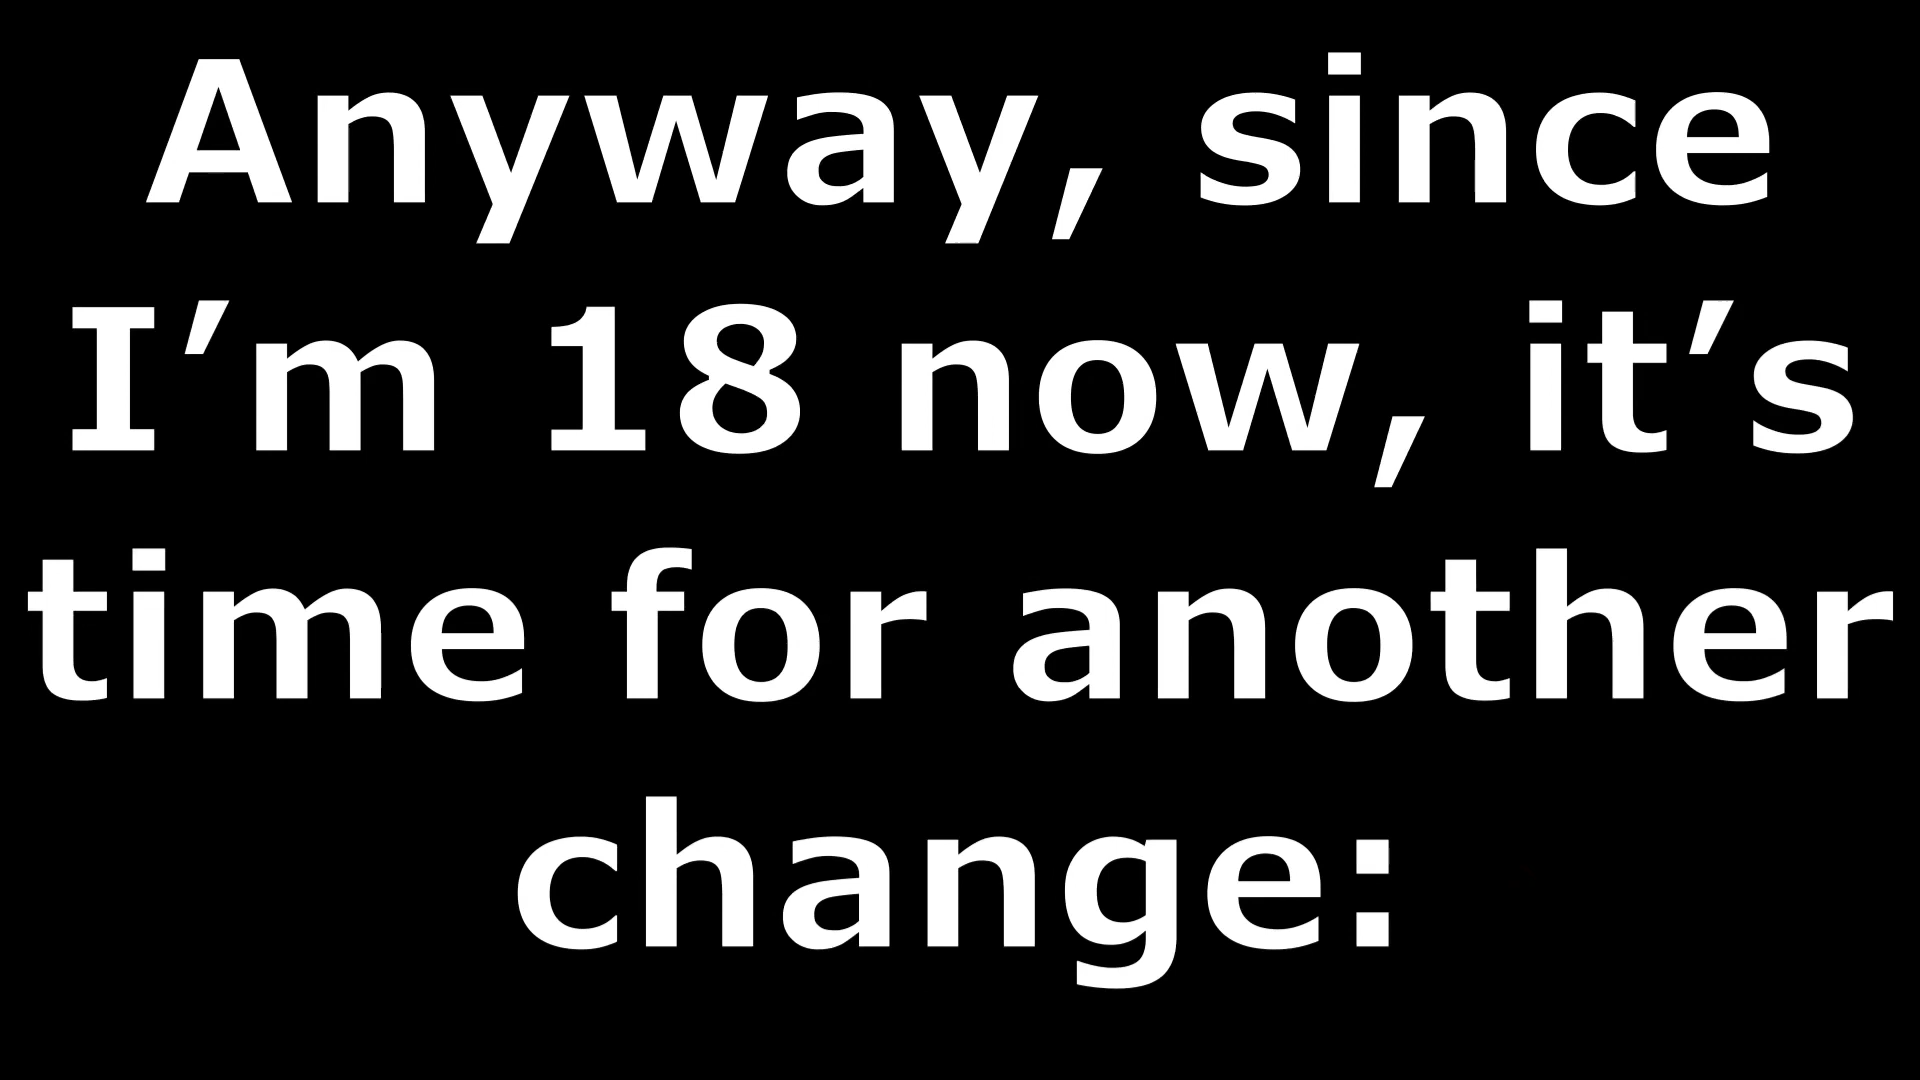 Anyway, since
I’m 18 now, it’s
time for another
change: